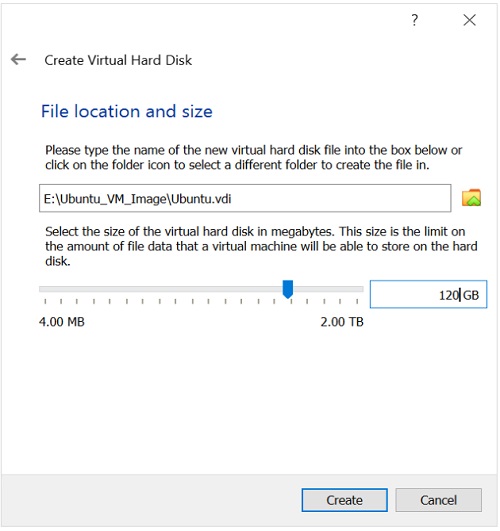 ?
Create Virtual Hard Disk
File location and size
Please type the name of the new virtual hard disk file into the box below or
click on the folder icon to select a different folder to create the file in.
E:\Ubuntu_VM_Image\Ubuntu.vdi
Select the size of the virtual hard disk in megabytes. This size is the limit on
the amount of file data that a virtual machine will be able to store on the hard
disk.
120 GB
4.00 MB 2.00 TB
Create Cancel